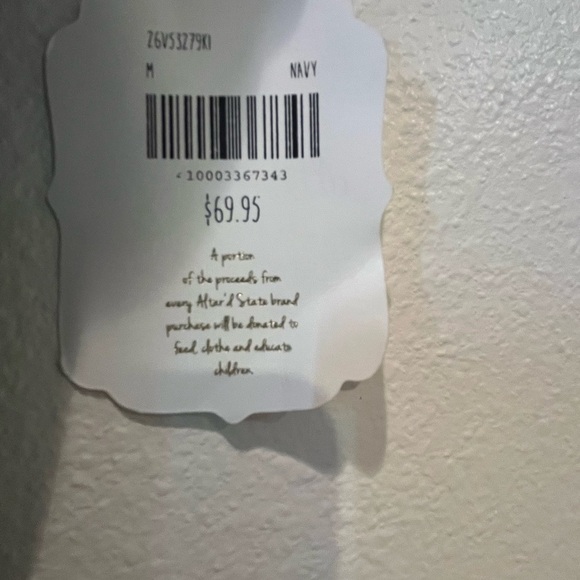 Z6V53279KI
M NAVY
<10003367343
$69.95
A portion
of the proceeds from
every Altar'd State brand
purchase will be donated to
feed, clothe and educate
children